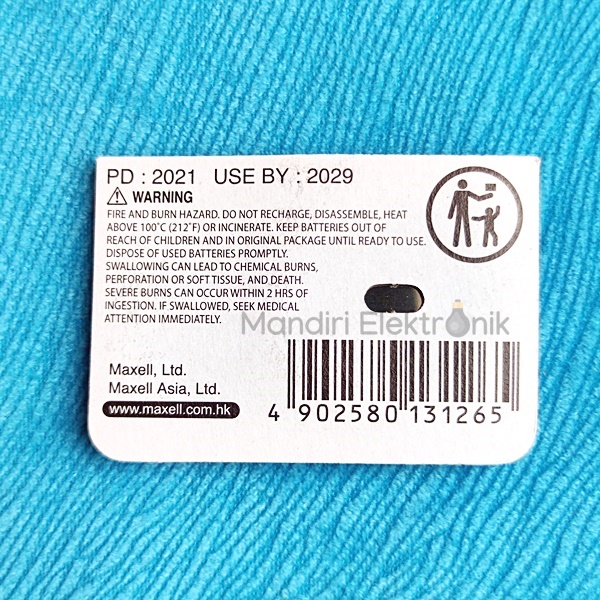 PD : 2021 USE BY : 2029
WARNING
FIRE AND BURN HAZARD. DO NOT RECHARGE, DISASSEMBLE, HEAT
ABOVE 100°C (212°F) OR INCINERATE. KEEP BATTERIES OUT OF
REACH OF CHILDREN AND IN ORIGINAL PACKAGE UNTIL READY TO USE.
DISPOSE OF USED BATTERIES PROMPTLY.
SWALLOWING CAN LEAD TO CHEMICAL BURNS,
PERFORATION OR SOFT TISSUE, AND DEATH.
SEVERE BURNS CAN OCCUR WITHIN 2 HRS OF
INGESTION. IF SWALLOWED, SEEK MEDICAL
ATTENTION IMMEDIATELY.
Mandiri Elektronik
Maxell, Ltd.
Maxell Asia, Ltd.
www.maxell.com.hk
4 902580 131265